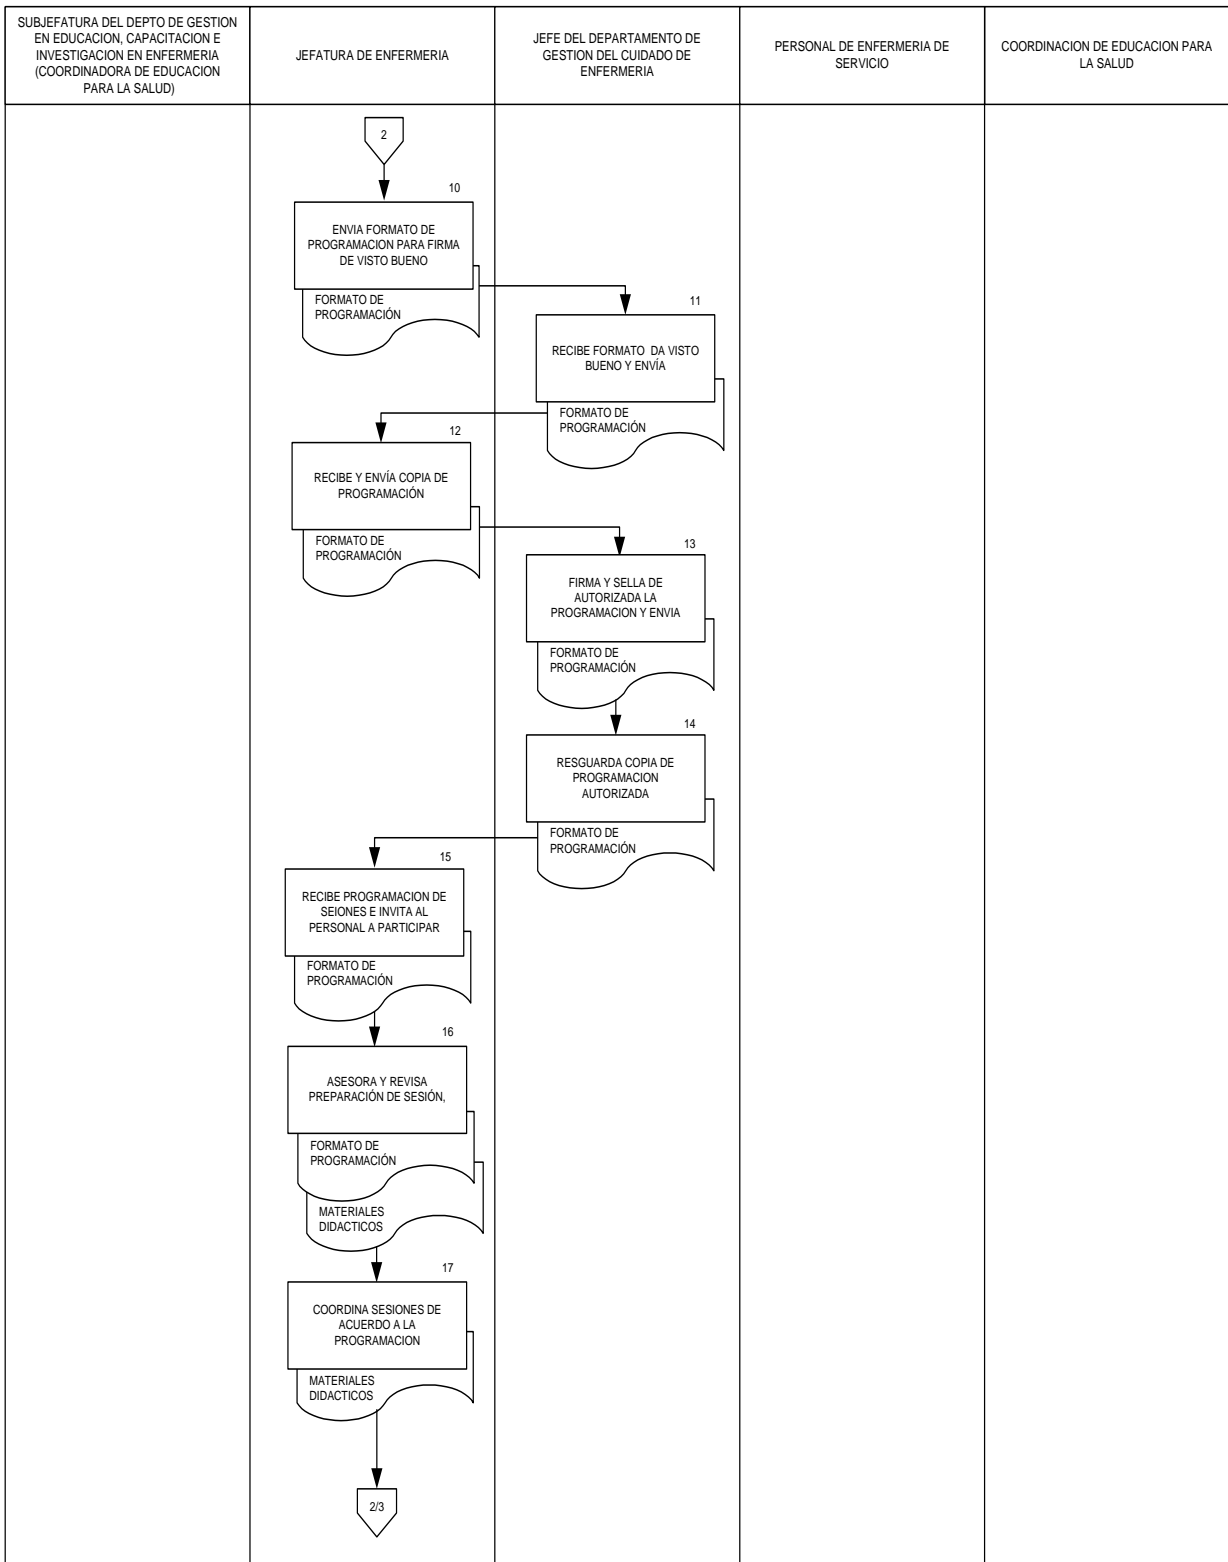 SUBJEFATURA DEL DEPTO DE GESTION
EN EDUCACION, CAPACITACION E
INVESTIGACION EN ENFERMERIA
(COORDINADORA DE EDUCACION
PARA LA SALUD)
JEFATURA DE ENFERMERIA
JEFE DEL DEPARTAMENTO DE
GESTION DEL CUIDADO DE
ENFERMERIA
PERSONAL DE ENFERMERIA DE
SERVICIO
COORDINACION DE EDUCACION PARA
LA SALUD
2
10
ENVIA FORMATO DE
PROGRAMACION PARA FIRMA
DE VISTO BUENO
FORMATO DE
PROGRAMACIÓN
11
RECIBE FORMATO DA VISTO
BUENO Y ENVÍA
FORMATO DE
PROGRAMACIÓN
12
RECIBE Y ENVÍA COPIA DE
PROGRAMACIÓN
FORMATO DE
PROGRAMACIÓN
13
FIRMA Y SELLA DE
AUTORIZADA LA
PROGRAMACION Y ENVIA
FORMATO DE
PROGRAMACIÓN
14
RESGUARDA COPIA DE
PROGRAMACION
AUTORIZADA
FORMATO DE
PROGRAMACIÓN
15
RECIBE PROGRAMACION DE
SEIONES E INVITA AL
PERSONAL A PARTICIPAR
FORMATO DE
PROGRAMACIÓN
16
ASESORA Y REVISA
PREPARACIÓN DE SESIÓN,
FORMATO DE
PROGRAMACIÓN
MATERIALES
DIDACTICOS
17
COORDINA SESIONES DE
ACUERDO A LA
PROGRAMACION
MATERIALES
DIDACTICOS
2/3